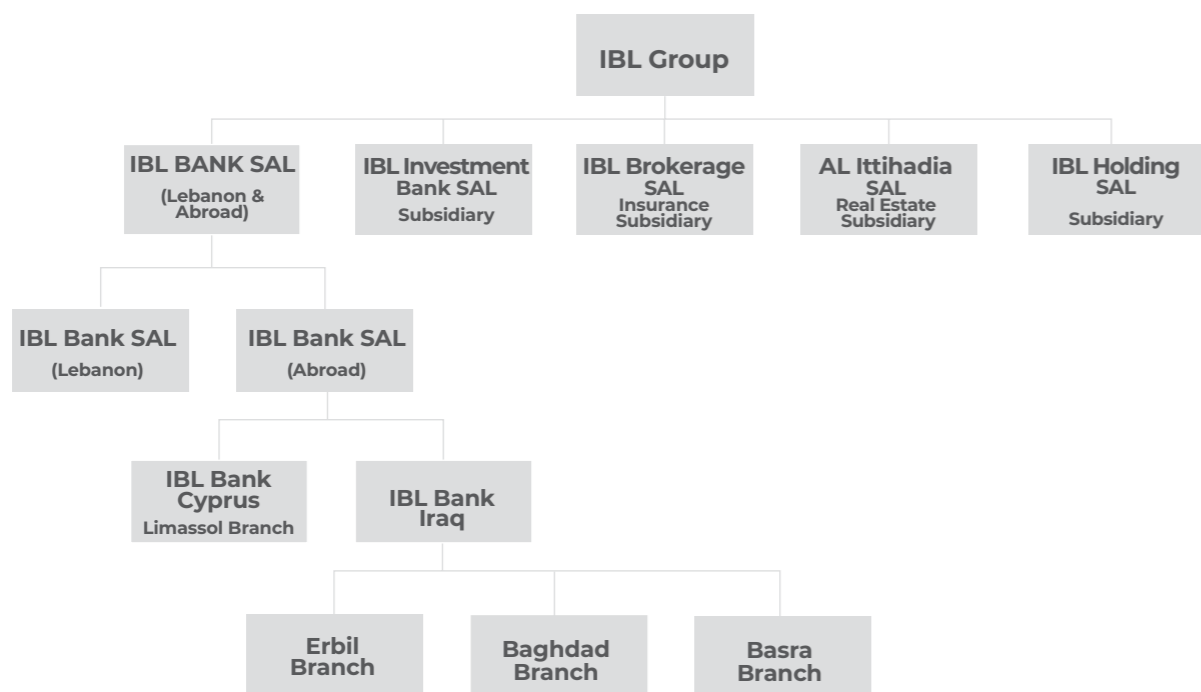 IBL Group
IBL BANK SAL
(Lebanon &
Abroad)
IBL Investment
Bank SAL
Subsidiary
IBL Brokerage
SAL
Insurance
Subsidiary
AL Ittihadia
SAL
Real Estate
Subsidiary
IBL Holding
SAL
Subsidiary
IBL Bank SAL
(Lebanon)
IBL Bank SAL
(Abroad)
IBL Bank
Cyprus
Limassol Branch
IBL Bank
Iraq
Erbil
Branch
Baghdad
Branch
Basra
Branch